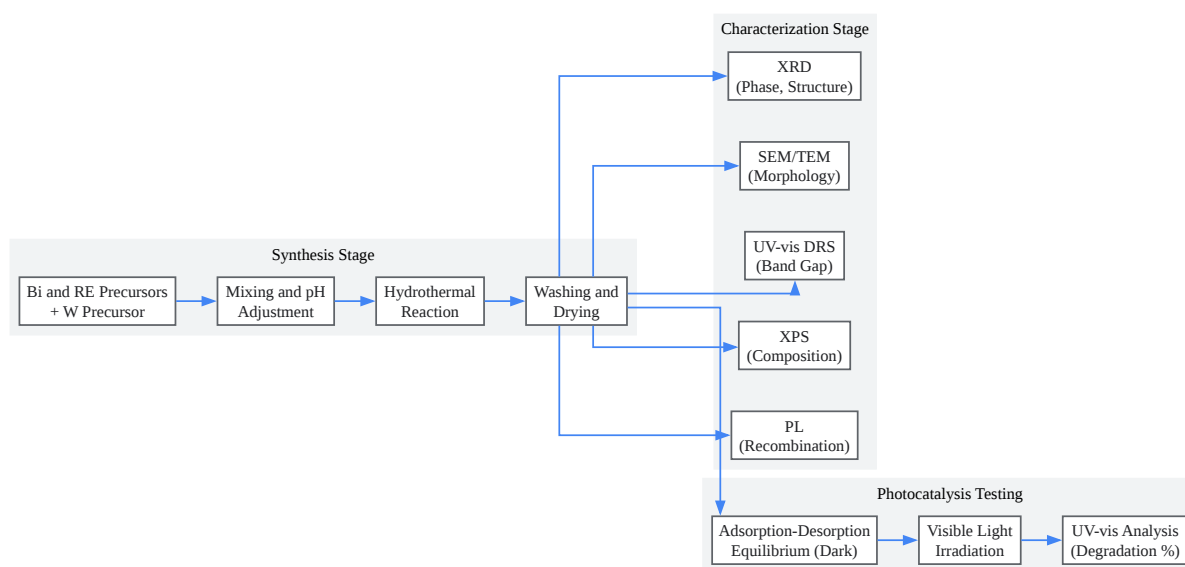 Characterization Stage
XRD
(Phase, Structure)
SEM/TEM
(Morphology)
UV-vis DRS
(Band Gap)
XPS
(Composition)
PL
(Recombination)
Synthesis Stage
Bi and RE Precursors
+ W Precursor
Mixing and pH
Adjustment
Hydrothermal
Reaction
Washing and
Drying
Photocatalysis Testing
Adsorption-Desorption
Equilibrium (Dark)
Visible Light
Irradiation
UV-vis Analysis
(Degradation %)